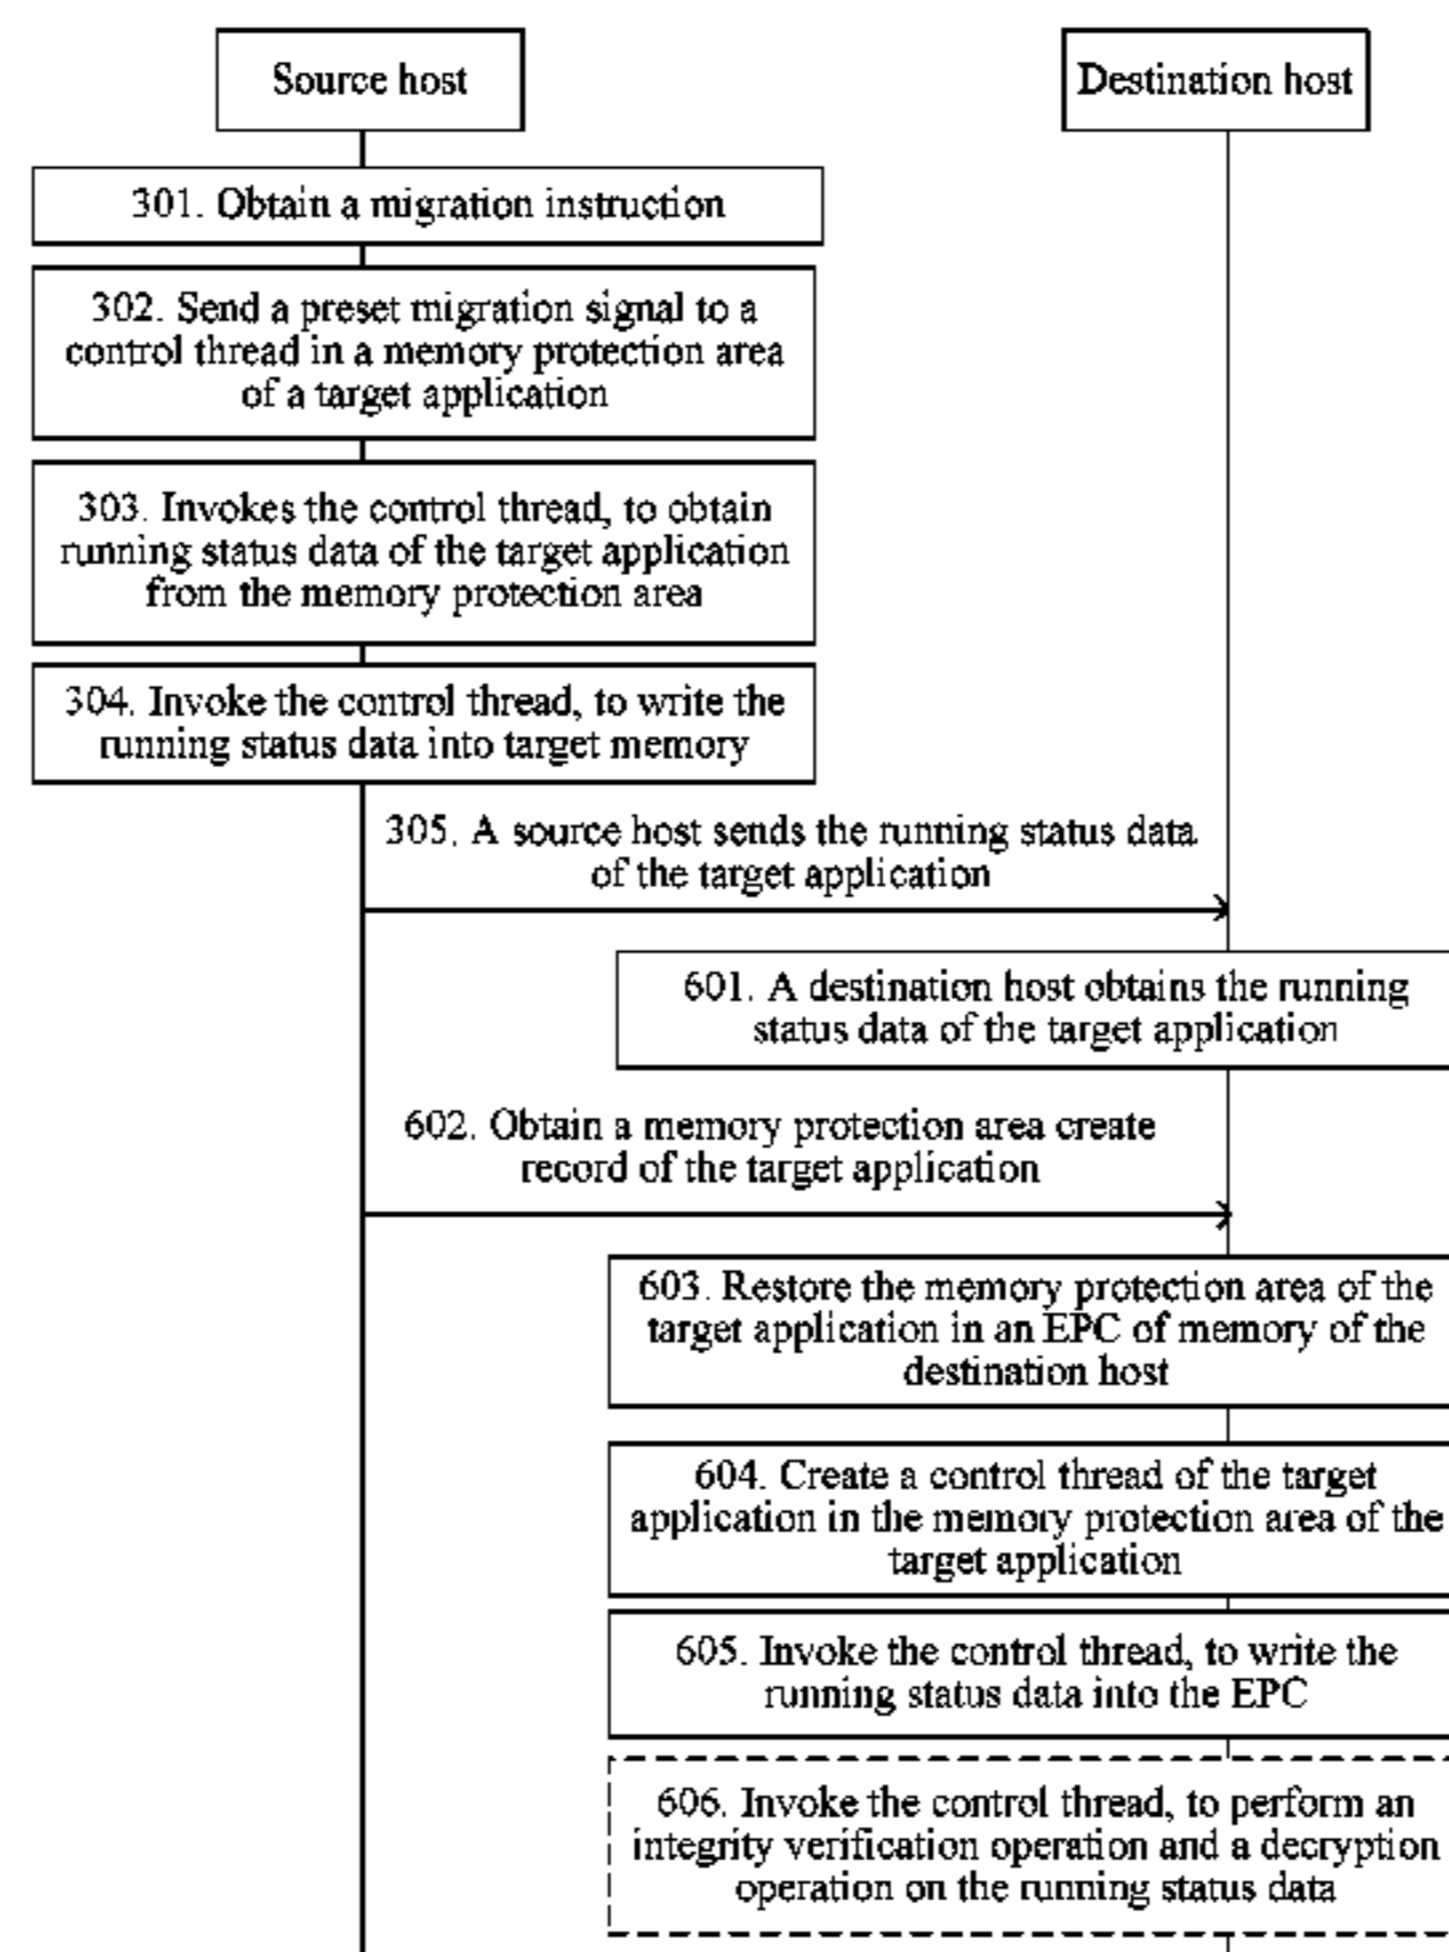 Source host
Destination host
301. Obtain a migration instruction
302. Send a preset migration signal to a
control thread in a memory protection area
of a target application
303. Invokes the control thread, to obtain
running status data of the target application
from the memory protection area
304. Invoke the control thread, to write the
running status data into target memory
305. A source host sends the running status data
of the target application
601. A destination host obtains the running
status data of the target application
602. Obtain a memory protection area create
record of the target application
603. Restore the memory protection area of the
target application in an EPC of memory of the
destination host
604. Create a control thread of the target
application in the memory protection area of the
target application
605. Invoke the control thread, to write the
running status data into the EPC
606. Invoke the control thread, to perform an
integrity verification operation and a decryption
operation on the running status data